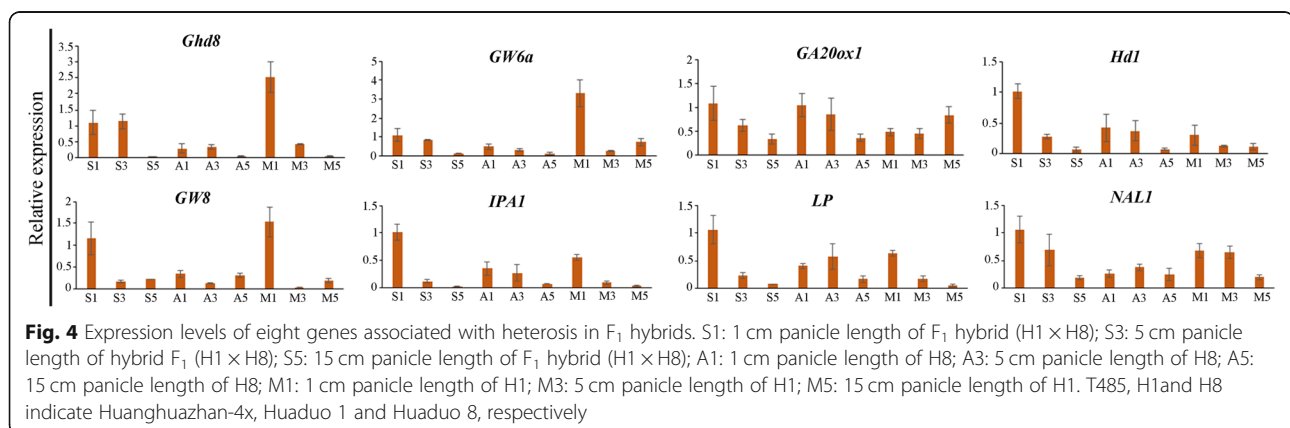 Ghd8
GW6a
GA20ox1
Hd1
Relative expression
3.5
3
2.5
2
1.5
1
0.5
0
S1 S3 S5 A1 A3 A5 M1 M3 M5
5
4
3
2
1
0
S1 S3 S5 A1 A3 A5 M1 M3 M5
2
1.5
1
0.5
0
S1 S3 S5 A1 A3 A5 M1 M3 M5
1.5
1
0.5
0
S1 S3 S5 A1 A3 A5 M1 M3 M5
GW8
IPA1
LP
NAL1
2
1.5
1
0.5
0
S1 S3 S5 A1 A3 A5 M1 M3 M5
1.5
1
0.5
0
S1 S3 S5 A1 A3 A5 M1 M3 M5
1.5
1
0.5
0
S1 S3 S5 A1 A3 A5 M1 M3 M5
1.5
1
0.5
0
S1 S3 S5 A1 A3 A5 M1 M3 M5
Fig. 4 Expression levels of eight genes associated with heterosis in F₁ hybrids. S1: 1 cm panicle length of F₁ hybrid (H1 × H8); S3: 5 cm panicle
length of hybrid F₁ (H1 × H8); S5: 15 cm panicle length of F₁ hybrid (H1 × H8); A1: 1 cm panicle length of H8; A3: 5 cm panicle length of H8; A5:
15 cm panicle length of H8; M1: 1 cm panicle length of H1; M3: 5 cm panicle length of H1; M5: 15 cm panicle length of H1. T485, H1and H8
indicate Huanghuazhan-4x, Huaduo 1 and Huaduo 8, respectively